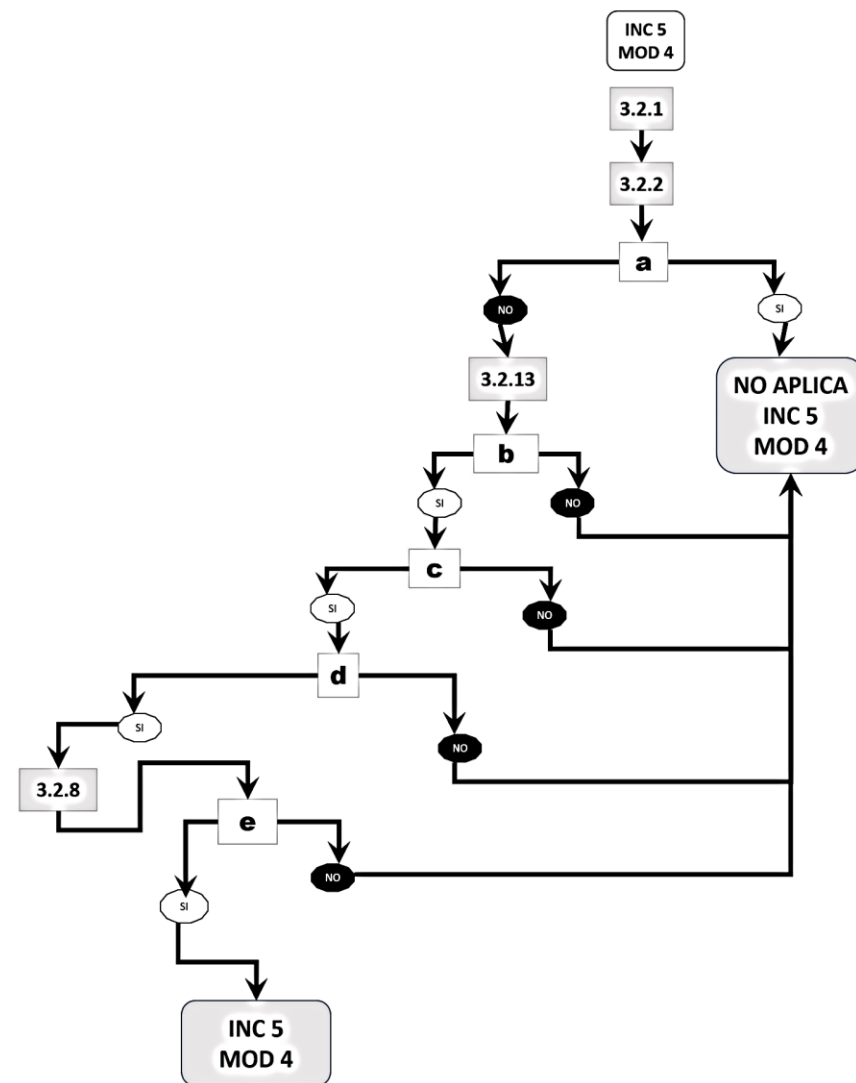 INC 5
MOD 4
3.2.1
3.2.2
a
NO
SI
3.2.13
NO APLICA
INC 5
MOD 4
b
SI
NO
c
SI
NO
d
SI
NO
3.2.8
e
NO
SI
INC 5
MOD 4